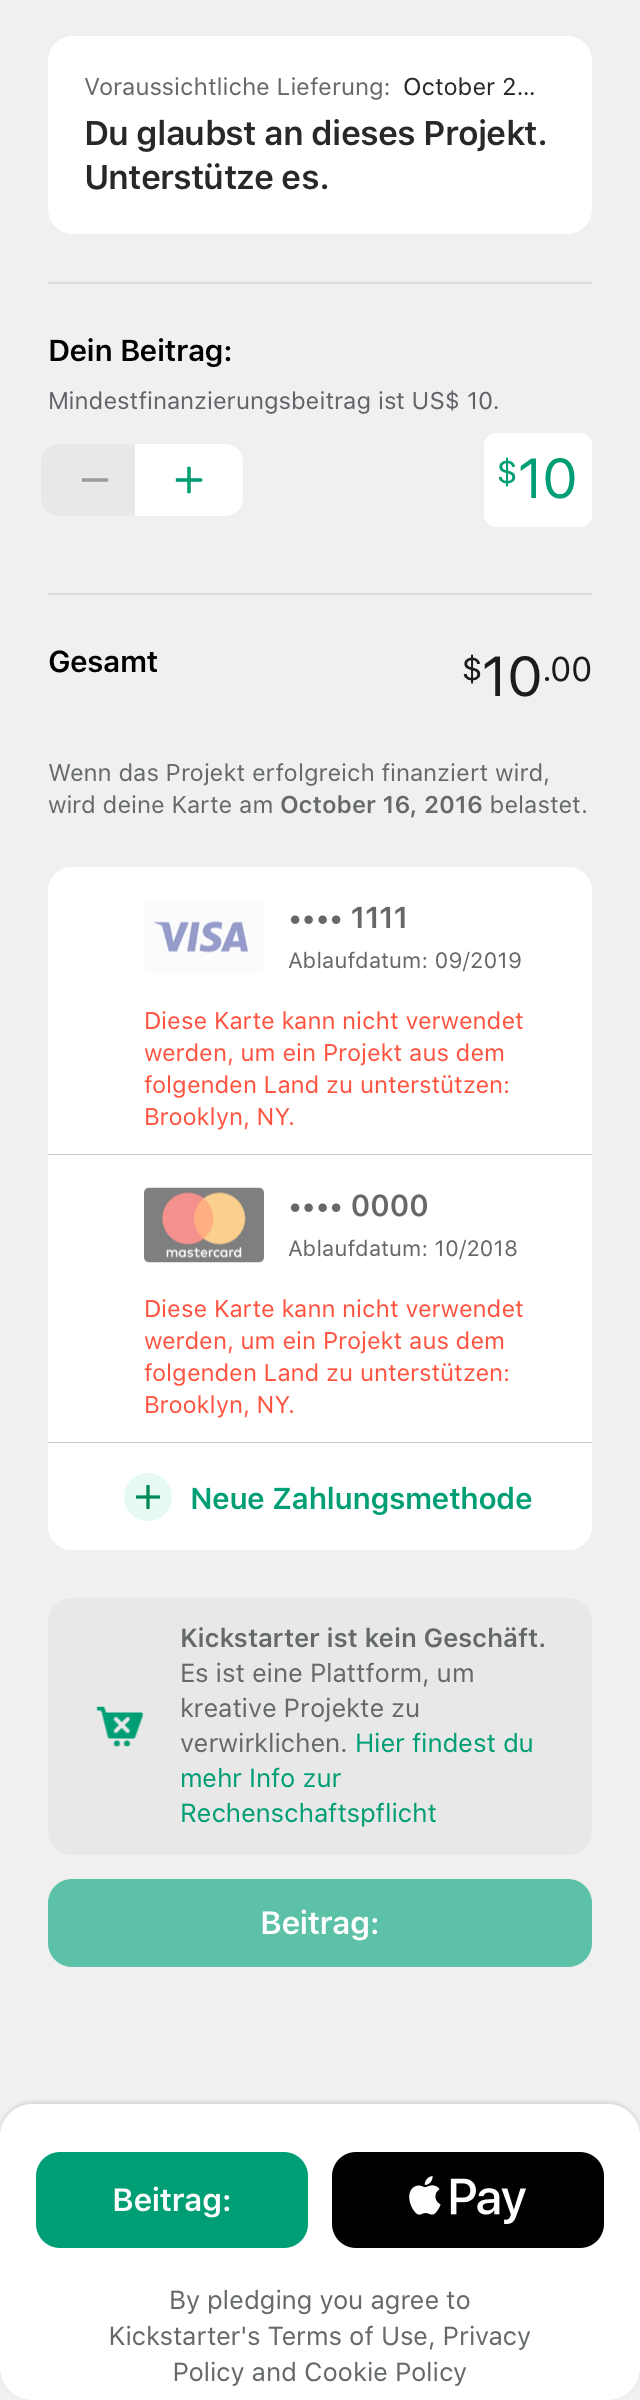 Voraussichtliche Lieferung: October 2...
Du glaubst an dieses Projekt.
Unterstütze es.
Dein Beitrag:
Mindestfinanzierungsbeitrag ist US$ 10.
− +
$10
Gesamt
$10.00
Wenn das Projekt erfolgreich finanziert wird,
wird deine Karte am October 16, 2016 belastet.
VISA
•••• 1111
Ablaufdatum: 09/2019
Diese Karte kann nicht verwendet
werden, um ein Projekt aus dem
folgenden Land zu unterstützen:
Brooklyn, NY.
mastercard
•••• 0000
Ablaufdatum: 10/2018
Diese Karte kann nicht verwendet
werden, um ein Projekt aus dem
folgenden Land zu unterstützen:
Brooklyn, NY.
+ Neue Zahlungsmethode
Kickstarter ist kein Geschäft.
Es ist eine Plattform, um
kreative Projekte zu
verwirklichen. Hier findest du
mehr Info zur
Rechenschaftspflicht
Beitrag:
Beitrag:
Pay
By pledging you agree to
Kickstarter's Terms of Use, Privacy
Policy and Cookie Policy